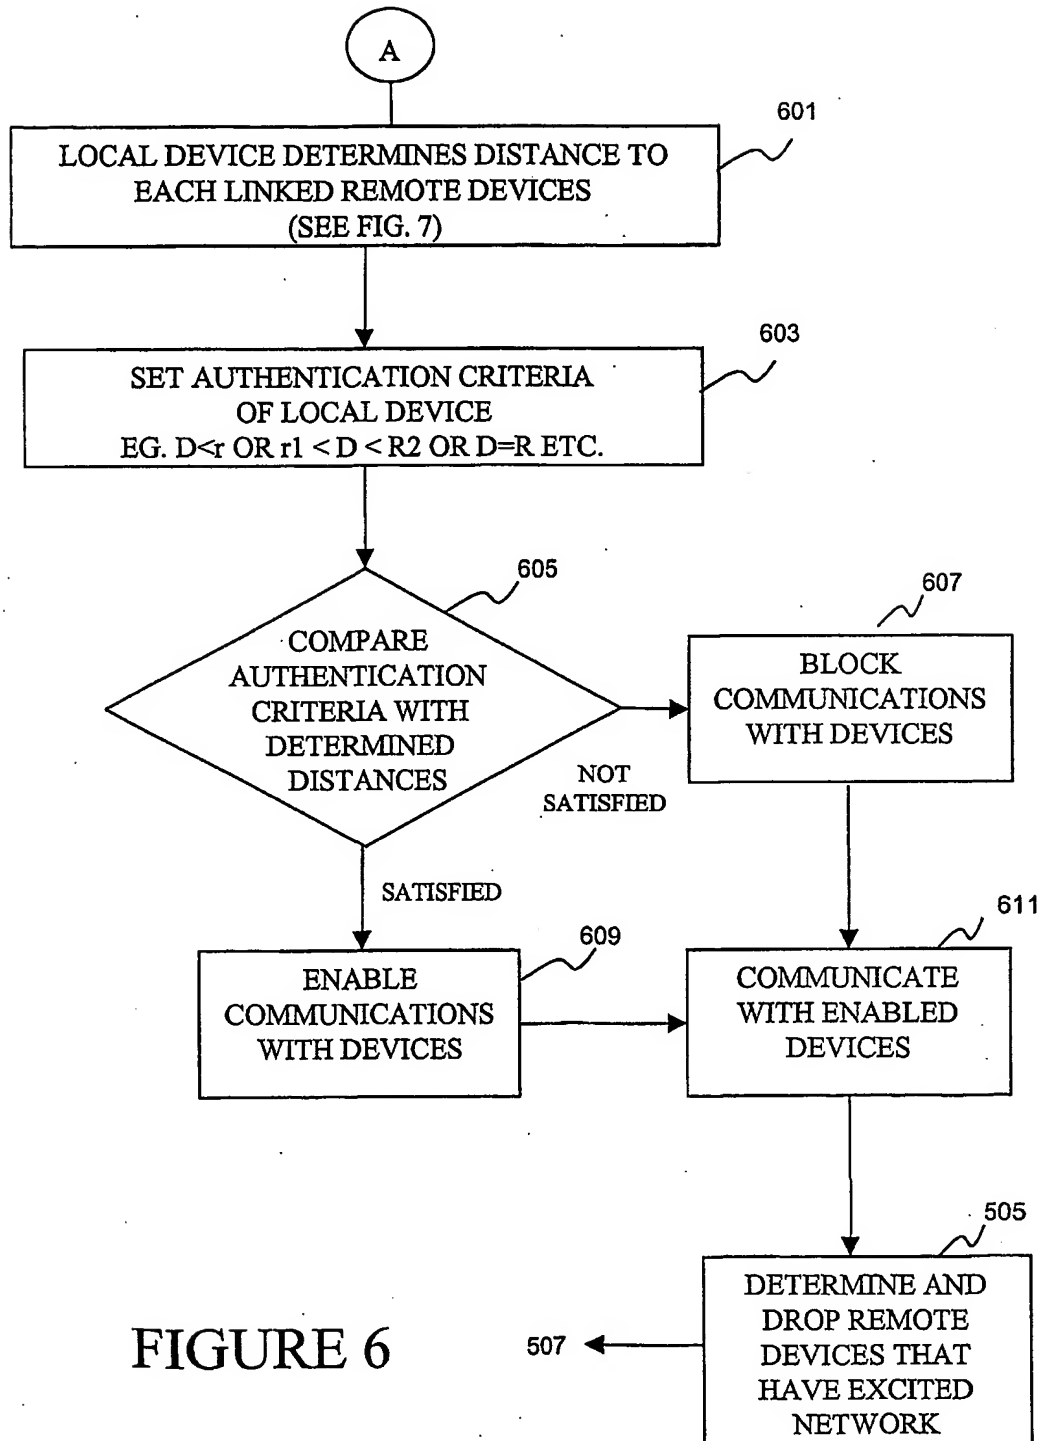 A
601
LOCAL DEVICE DETERMINES DISTANCE TO
EACH LINKED REMOTE DEVICES
(SEE FIG. 7)
603
SET AUTHENTICATION CRITERIA
OF LOCAL DEVICE
EG. D<r OR r1 < D < R2 OR D=R ETC.
605
COMPARE
AUTHENTICATION
CRITERIA WITH
DETERMINED
DISTANCES
607
BLOCK
COMMUNICATIONS
WITH DEVICES
NOT
SATISFIED
SATISFIED
609
ENABLE
COMMUNICATIONS
WITH DEVICES
611
COMMUNICATE
WITH ENABLED
DEVICES
505
DETERMINE AND
DROP REMOTE
DEVICES THAT
HAVE EXCITED
NETWORK
507
FIGURE 6